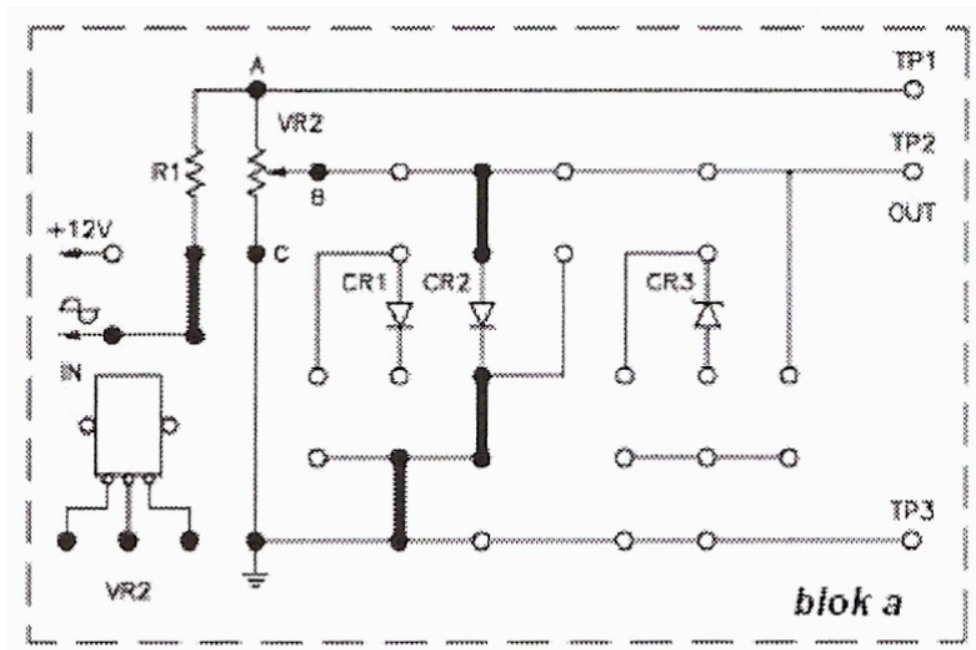 A
TP1
VR2
R1
TP2
B
OUT
+12V
C
CR1
CR2
CR3
IN
TP3
VR2
blok a